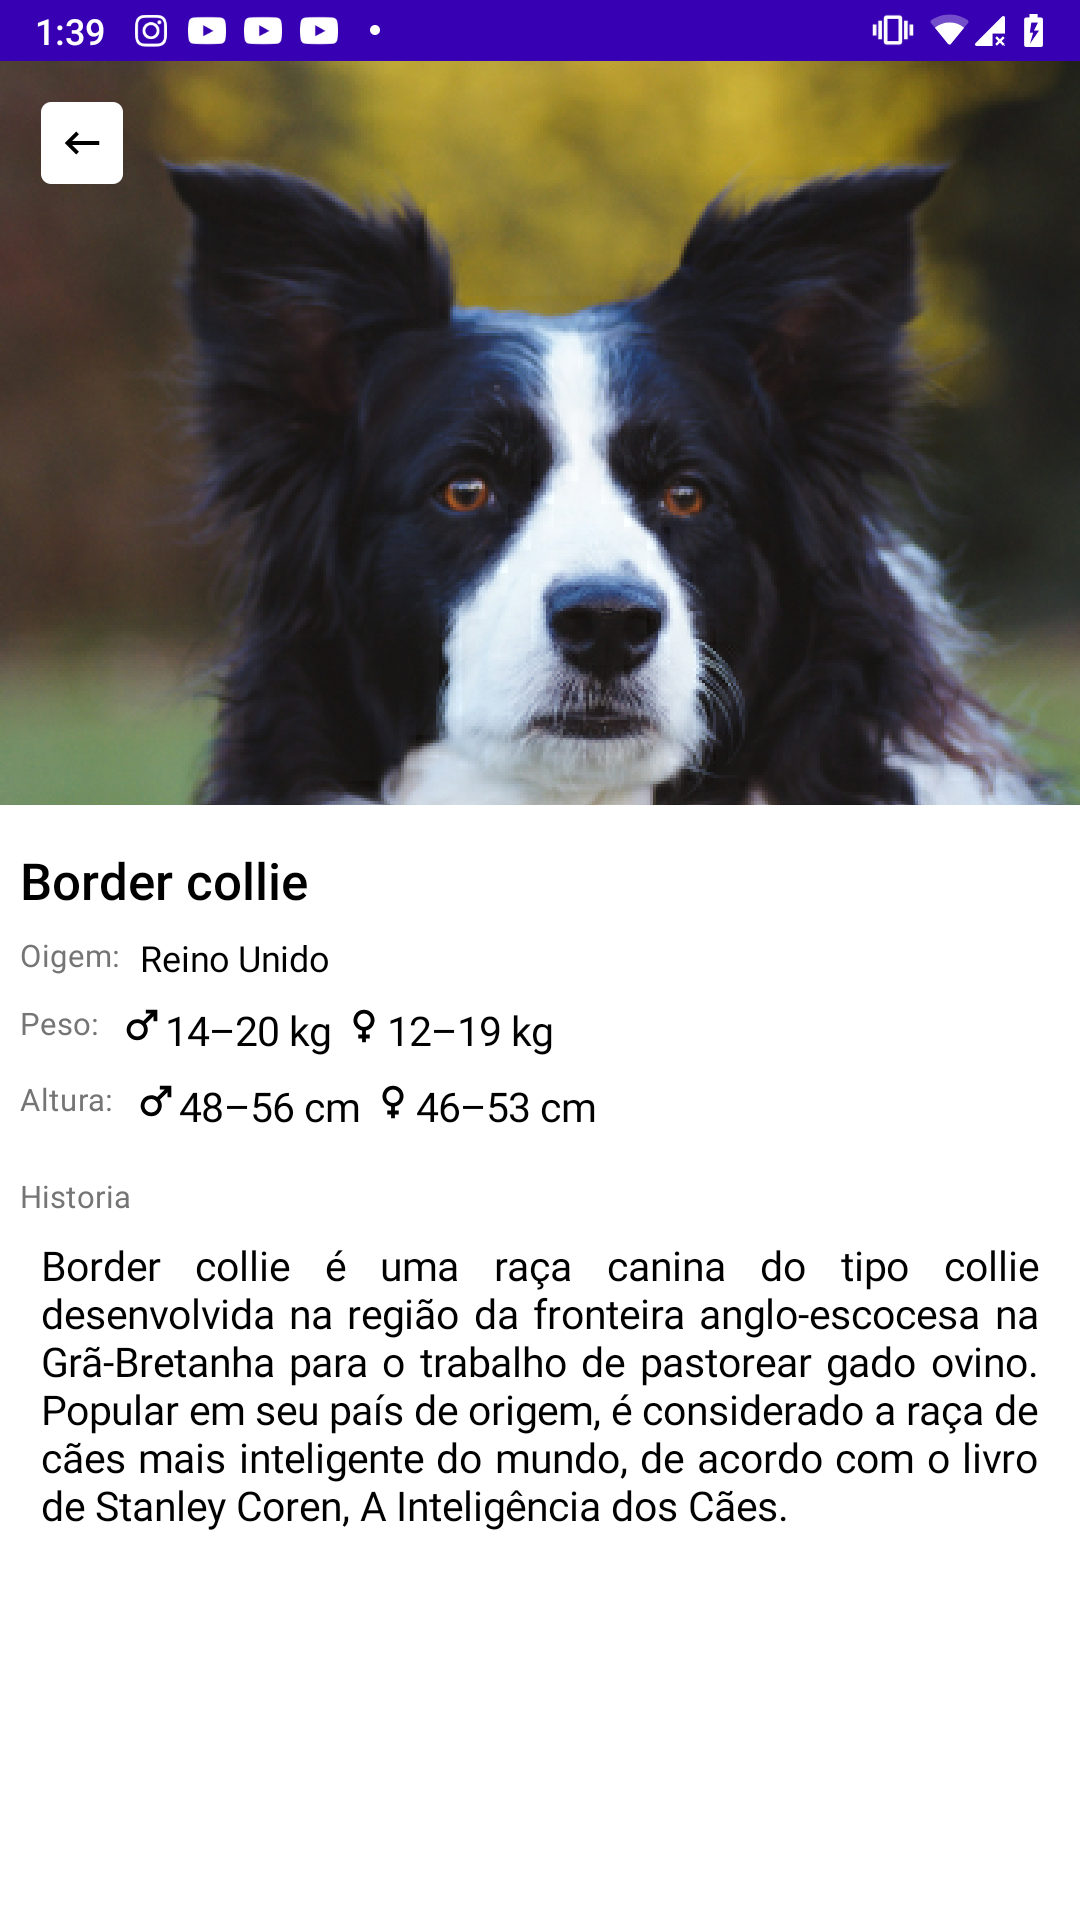 1:39
Border collie
Oigem: Reino Unido
Peso: ♂ 14–20 kg ♀ 12–19 kg
Altura: ♂ 48–56 cm ♀ 46–53 cm
Historia
Border collie é uma raça canina do tipo collie
desenvolvida na região da fronteira anglo-escocesa na
Grã-Bretanha para o trabalho de pastorear gado ovino.
Popular em seu país de origem, é considerado a raça de
cães mais inteligente do mundo, de acordo com o livro
de Stanley Coren, A Inteligência dos Cães.